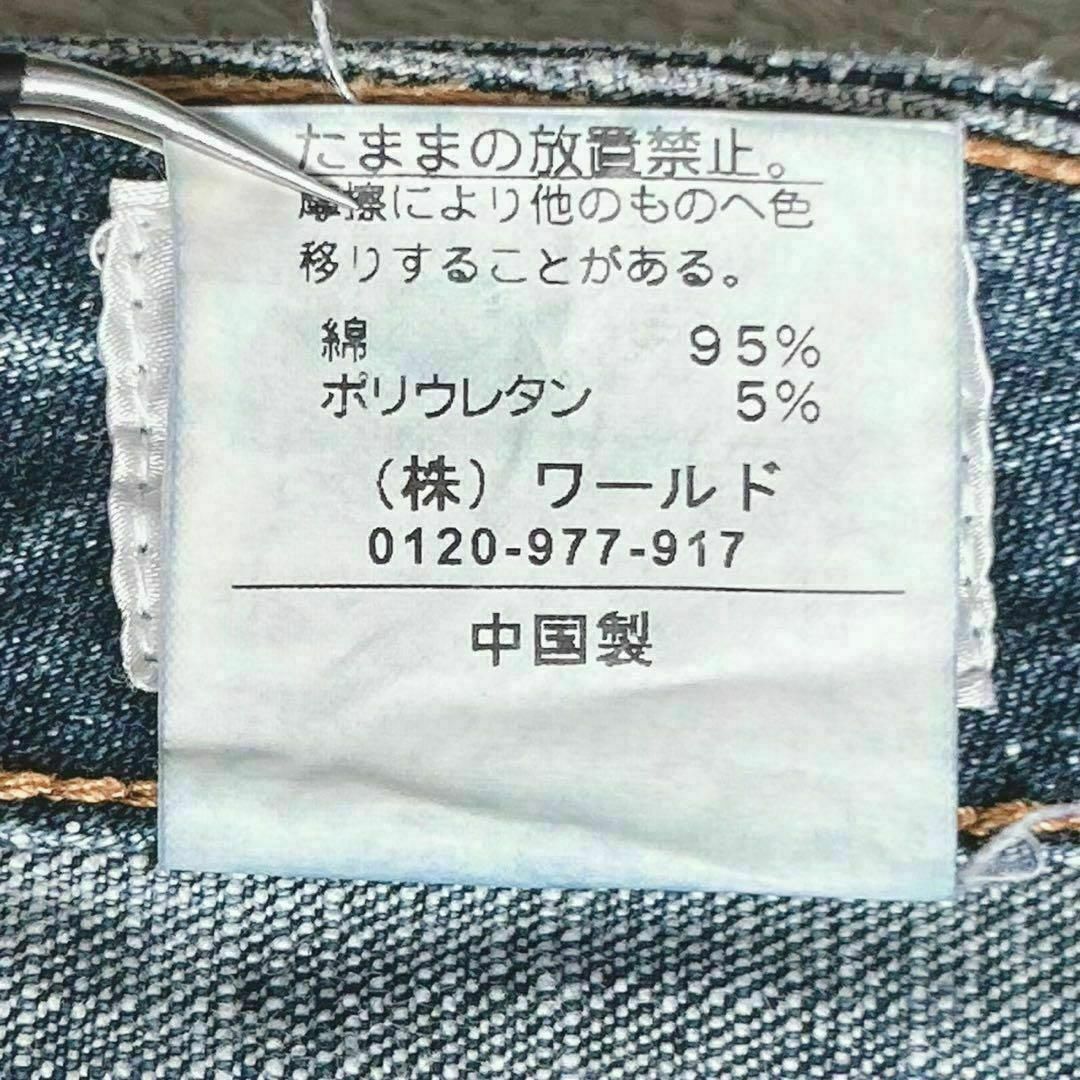 たままの放置禁止。
摩擦により他のものへ色
移りすることがある。
綿 95%
ポリウレタン 5%
(株) ワールド
0120-977-917
中国製